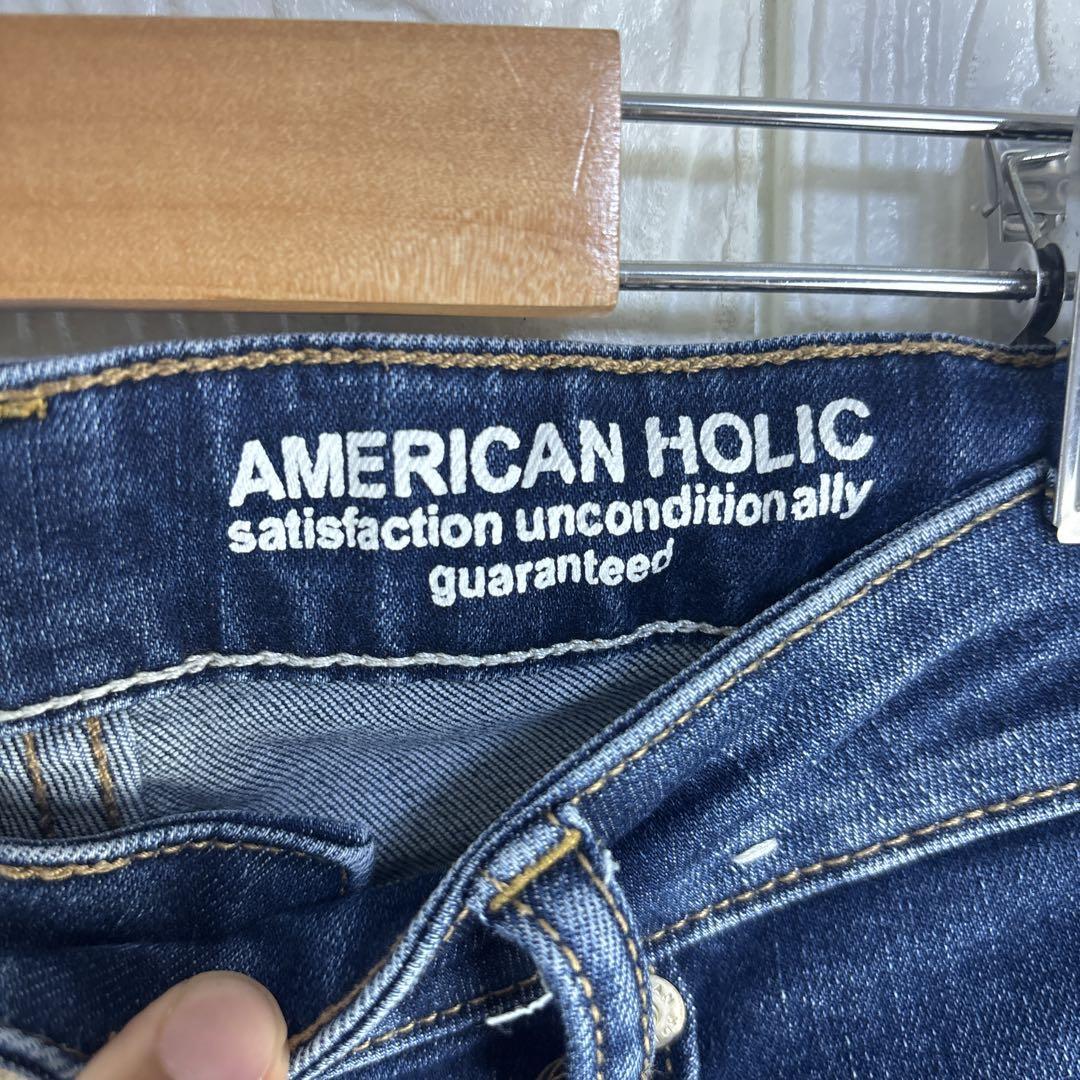 AMERICAN HOLIC
satisfaction unconditionally
guaranteed